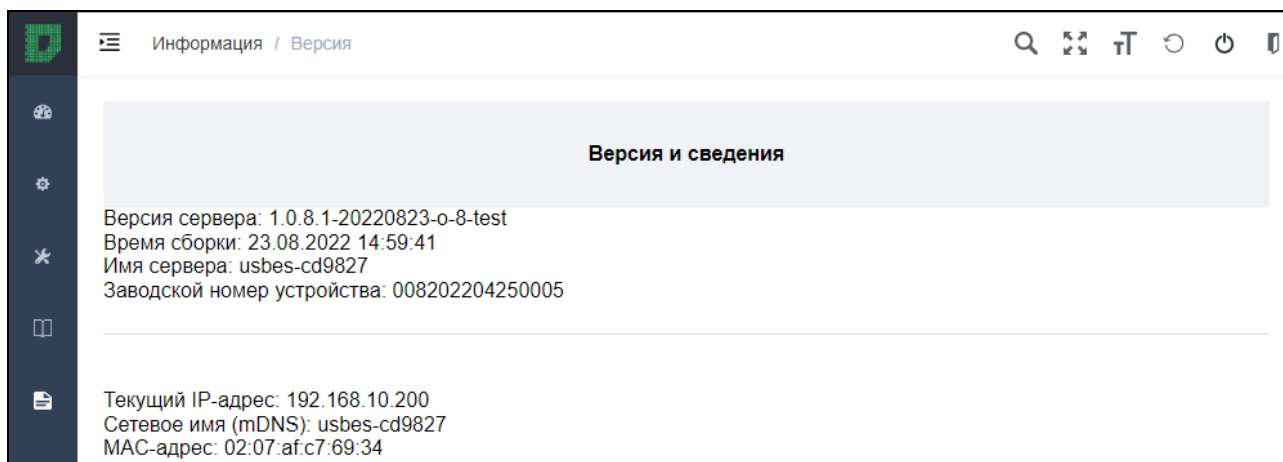 Информация / Версия
Версия и сведения
Версия сервера: 1.0.8.1-20220823-o-8-test
Время сборки: 23.08.2022 14:59:41
Имя сервера: usbes-cd9827
Заводской номер устройства: 008202204250005
Текущий IP-адрес: 192.168.10.200
Сетевое имя (mDNS): usbes-cd9827
MAC-адрес: 02:07:af:c7:69:34